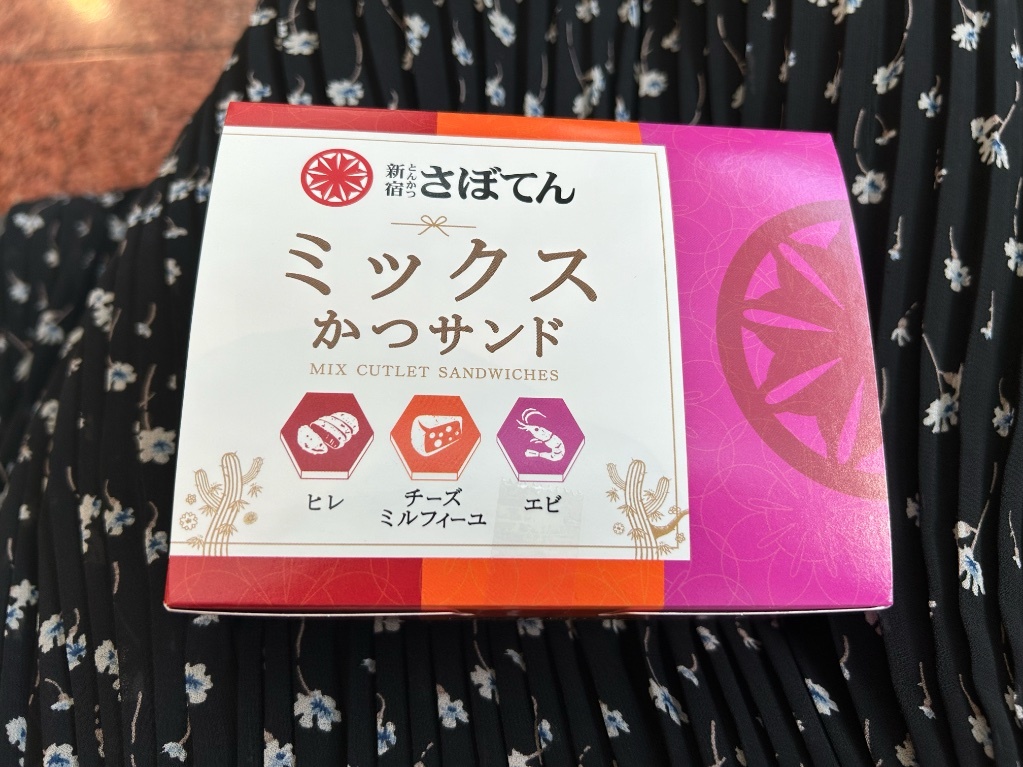 新宿 とんかつ さぼてん
ミックス
かつサンド
MIX CUTLET SANDWICHES
ヒレ
チーズ
ミルフィーユ
エビ